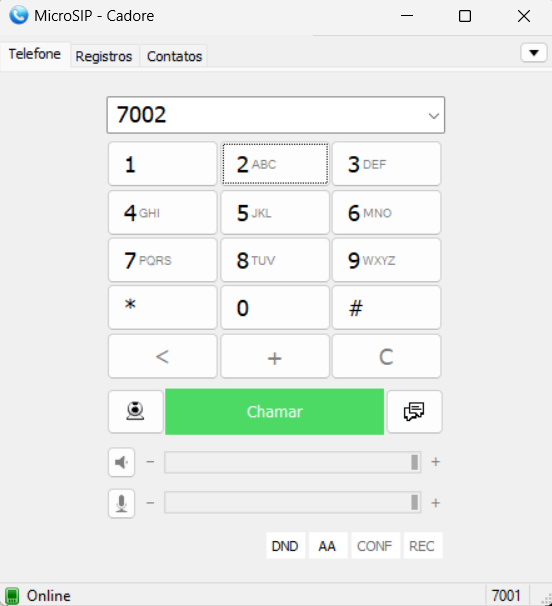 MicroSIP - Cadore
Telefone Registros Contatos
7002
1 2 ABC 3 DEF
4 GHI 5 JKL 6 MNO
7 PQRS 8 TUV 9 WXYZ
* 0 #
< + C
Chamar
− +
− +
DND AA CONF REC
Online 7001